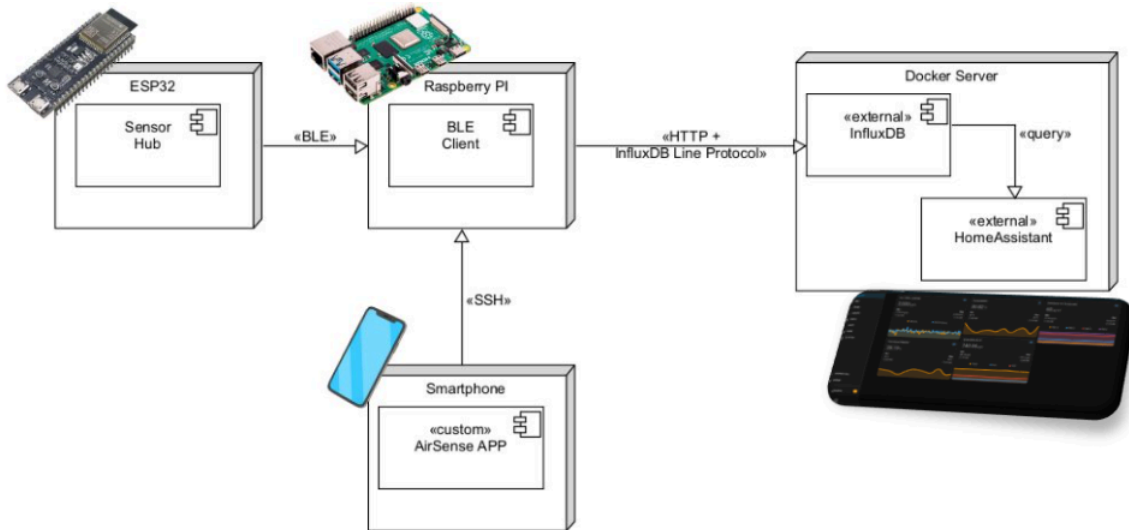 ESP32
Sensor
Hub
«BLE»
Raspberry PI
BLE
Client
«HTTP +
InfluxDB Line Protocol»
Docker Server
«external»
InfluxDB
«query»
«external»
HomeAssistant
«SSH»
Smartphone
«custom»
AirSense APP